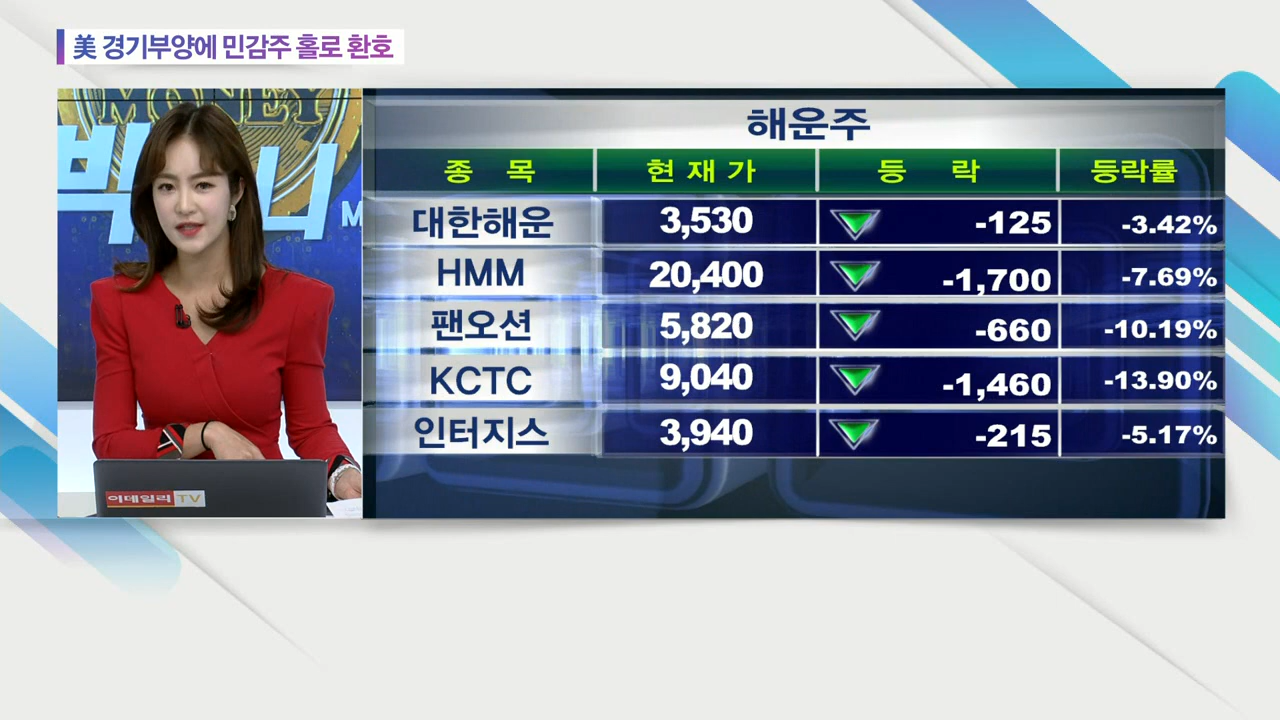 美 경기부양에 민감주 홀로 환호
MONEY
M
해운주
종 목 현재가 등 락 등락률
대한해운 3,530 -125 -3.42%
HMM 20,400 -1,700 -7.69%
팬오션 5,820 -660 -10.19%
KCTC 9,040 -1,460 -13.90%
인터지스 3,940 -215 -5.17%
이데일리 TV